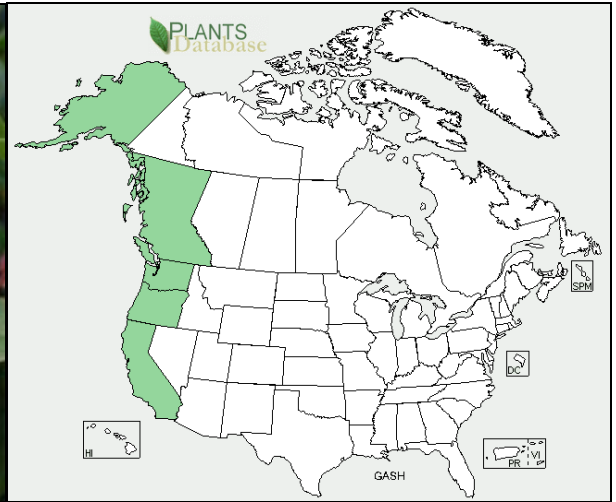 PLANTS
Database
SPM
DC
HI
PR
VI
GASH